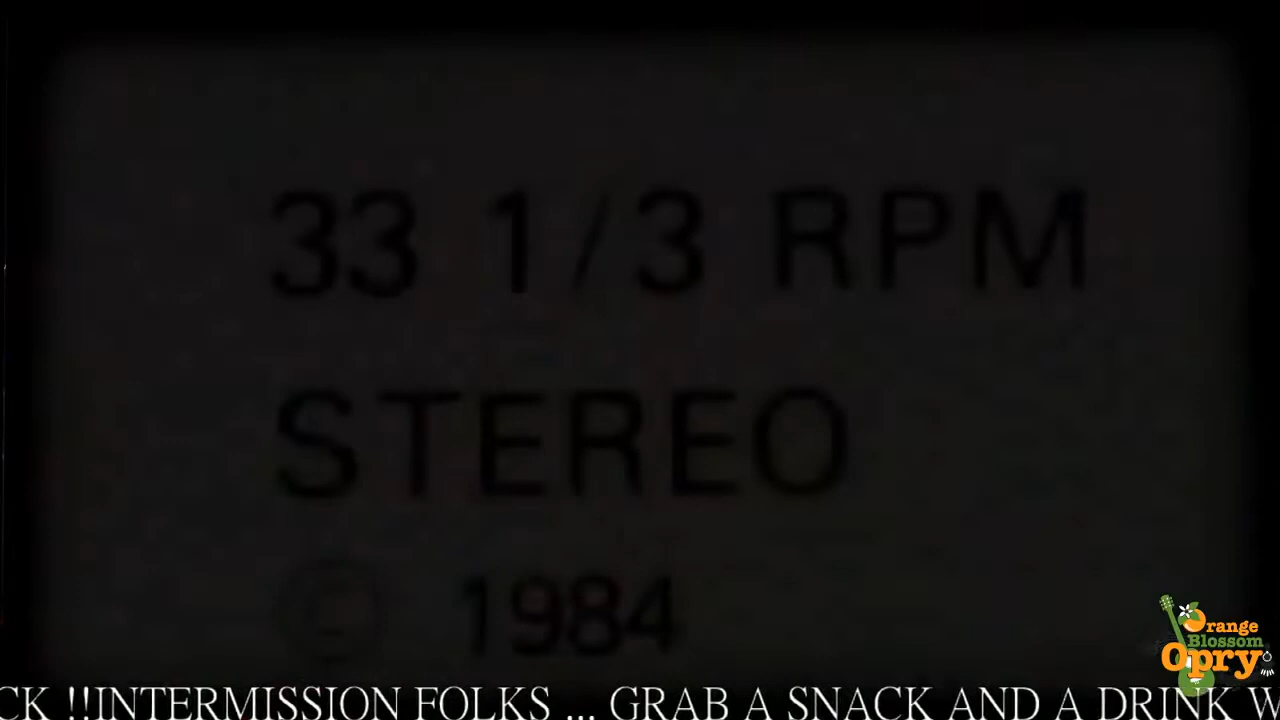 33 1/3 RPM
STEREO
© 1984
Orange
Blossom
Opry
CK !!INTERMISSION FOLKS ... GRAB A SNACK AND A DRINK W